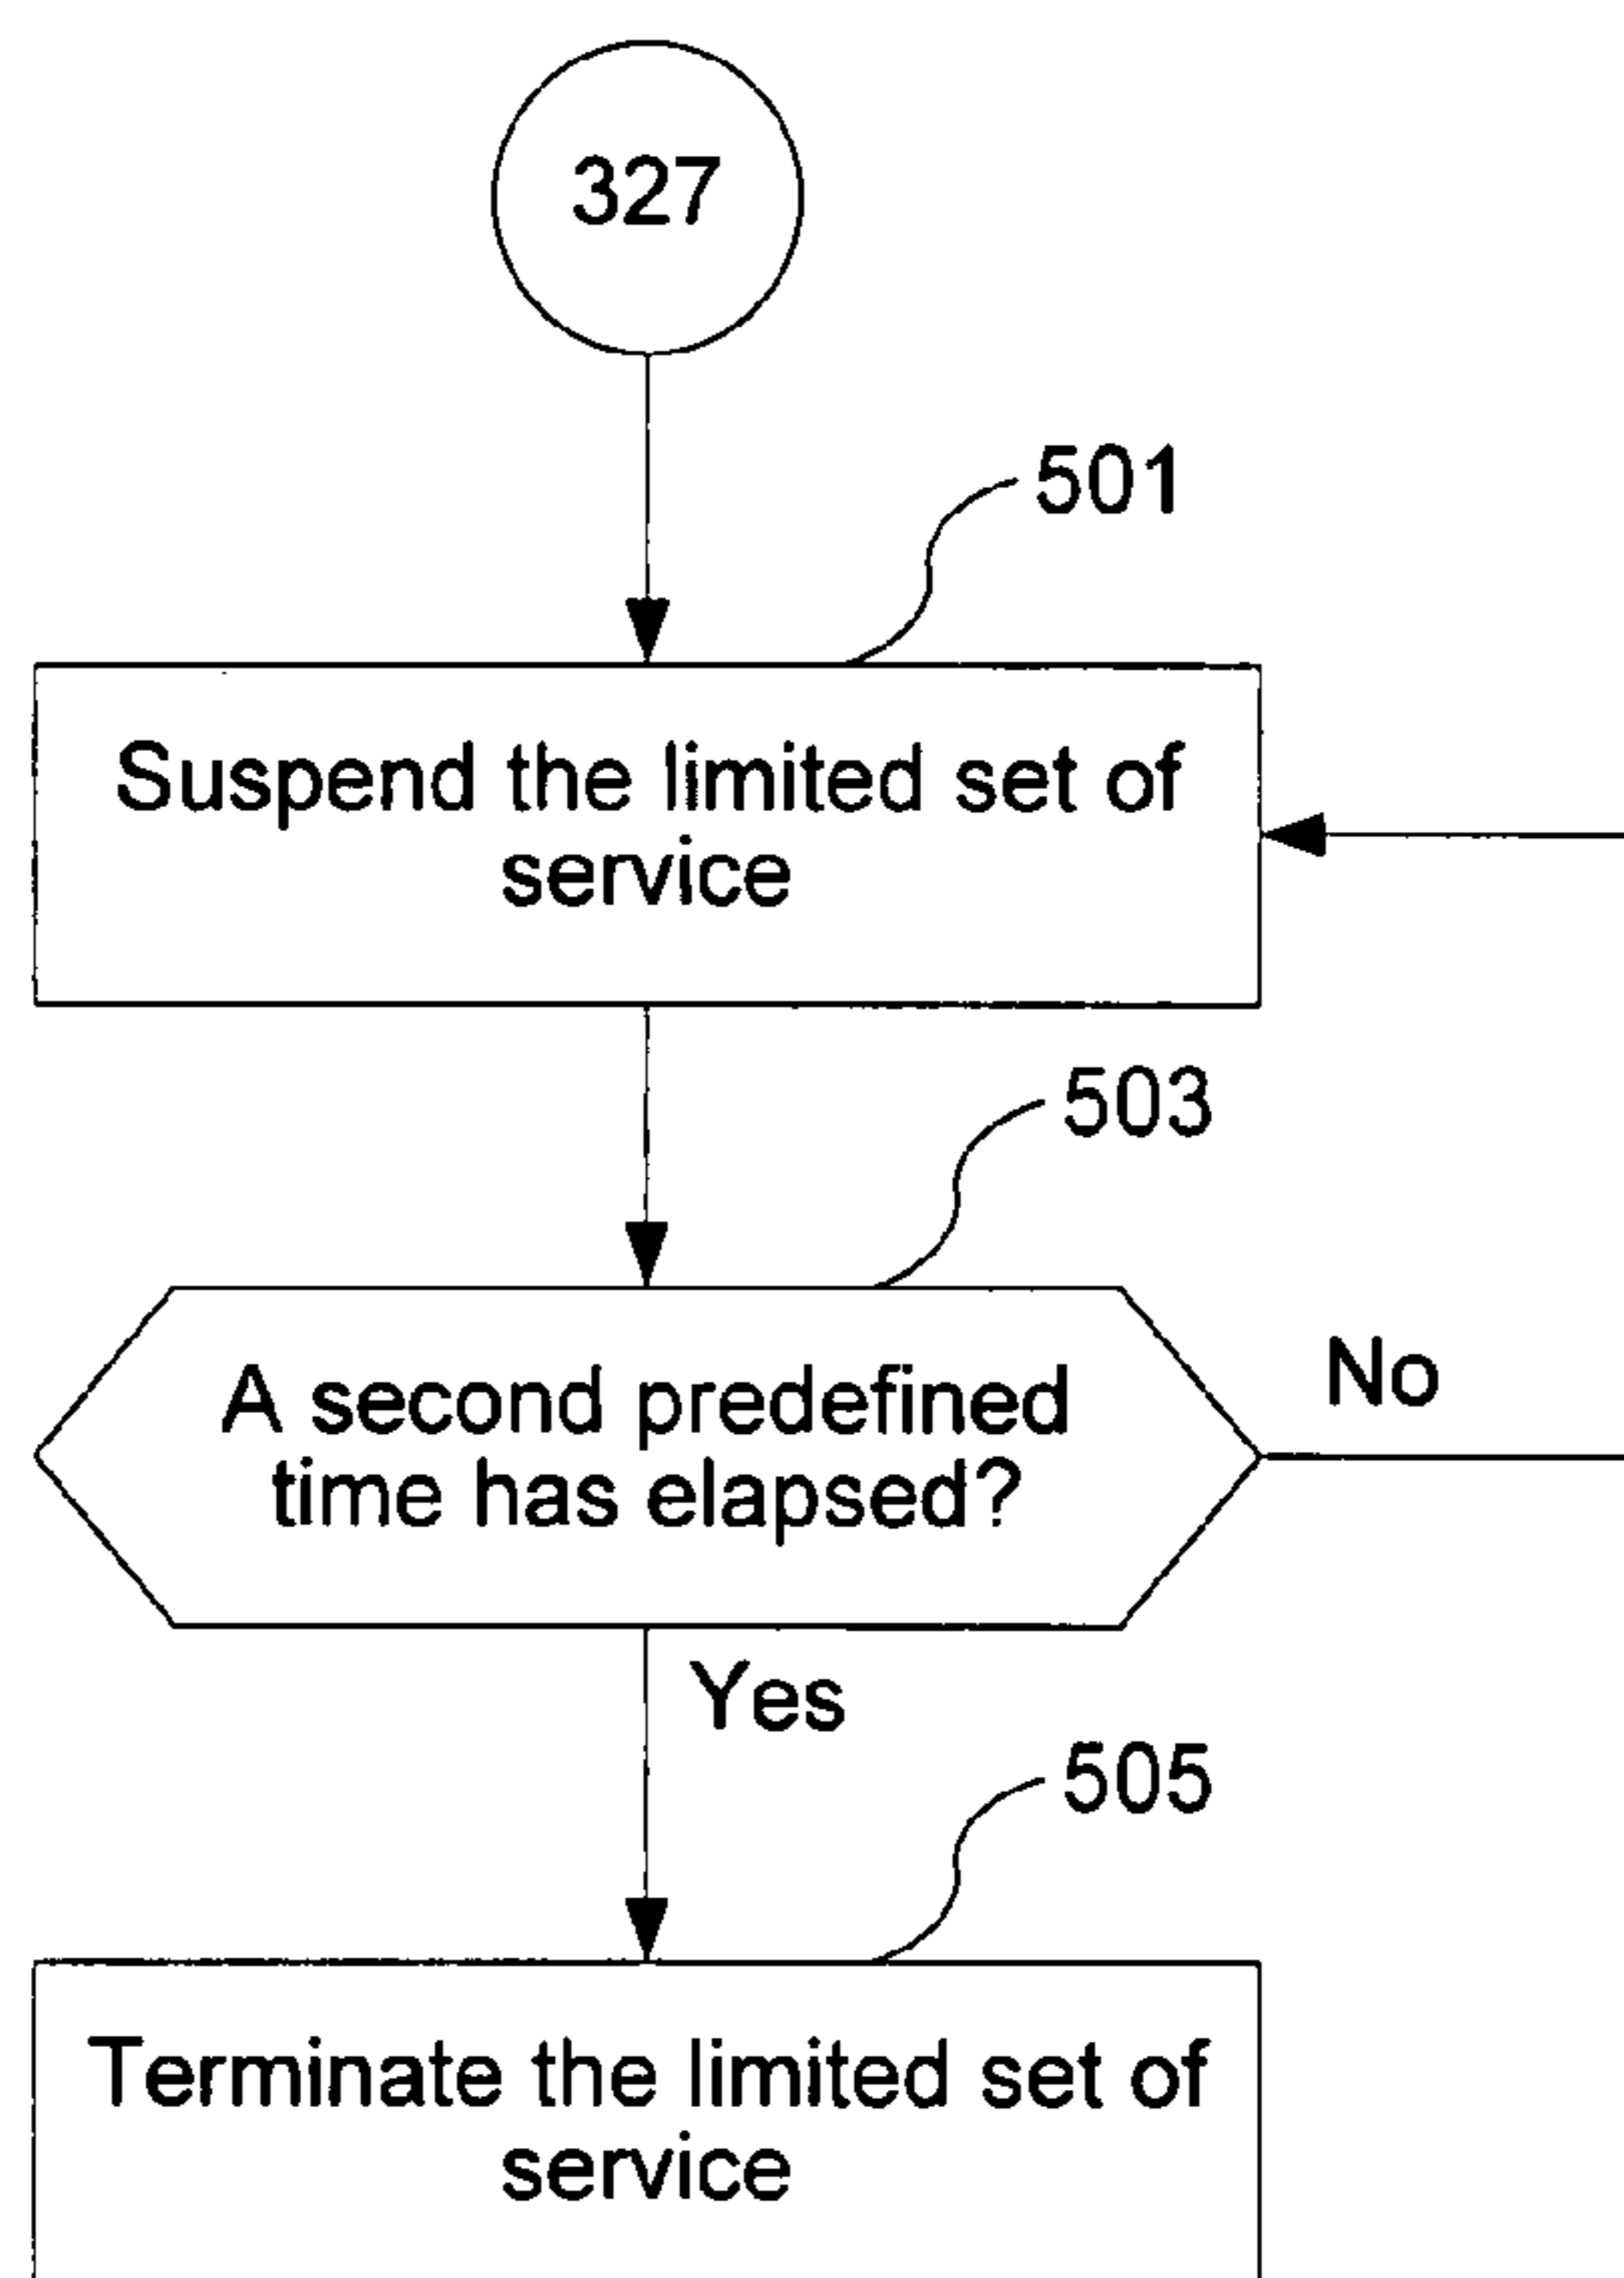 327
501
Suspend the limited set of
service
503
A second predefined
time has elapsed?
No
Yes
505
Terminate the limited set of
service